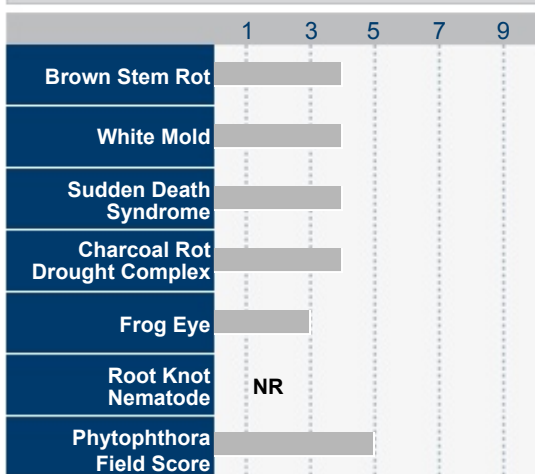 1 3 5 7 9
Brown Stem Rot
White Mold
Sudden Death
Syndrome
Charcoal Rot
Drought Complex
Frog Eye
Root Knot
Nematode
NR
Phytophthora
Field Score